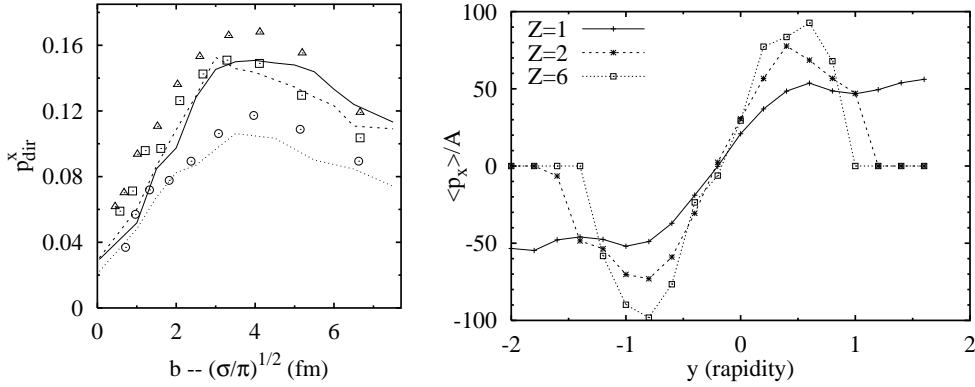 0.16
0.12
0.08
0.04
0
p^x_dir
0 2 4 6
b -- (σ/π)^1/2 (fm)
100
50
0
-50
-100
<p_x>/A
Z=1
Z=2
Z=6
-2 -1 0 1 2
y (rapidity)